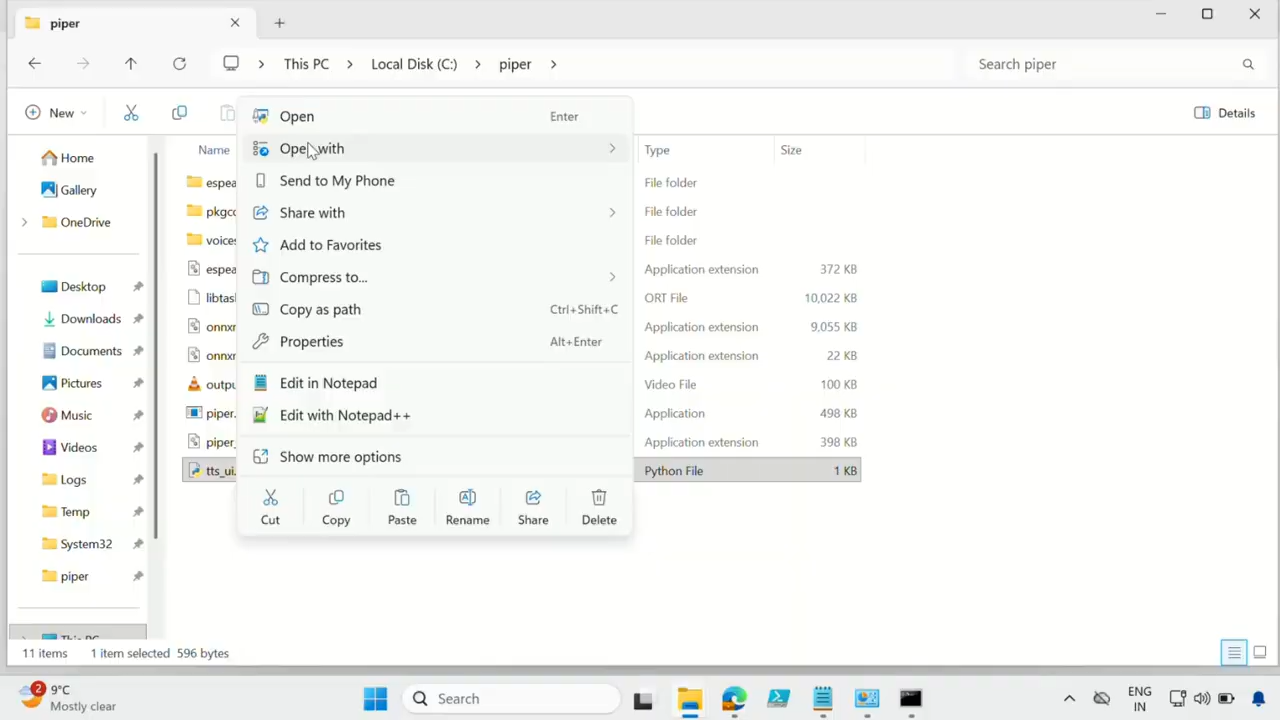 piper
This PC
Local Disk (C:)
piper
Search piper
New
Details
Name
Type
Size
Home
Gallery
OneDrive
Desktop
Downloads
Documents
Pictures
Music
Videos
Logs
Temp
System32
piper
This PC
Open Enter
Open with
Send to My Phone
Share with
Add to Favorites
Compress to...
Copy as path Ctrl+Shift+C
Properties Alt+Enter
Edit in Notepad
Edit with Notepad++
Show more options
Cut
Copy
Paste
Rename
Share
Delete
espea
File folder
pkgco
File folder
voices
File folder
espea
Application extension 372 KB
libtas
ORT File 10,022 KB
onnxr
Application extension 9,055 KB
onnxr
Application extension 22 KB
outpu
Video File 100 KB
piper.
Application 498 KB
piper_
Application extension 398 KB
tts_ui.
Python File 1 KB
11 items 1 item selected 596 bytes
2
9°C
Mostly clear
Search
ENG
IN